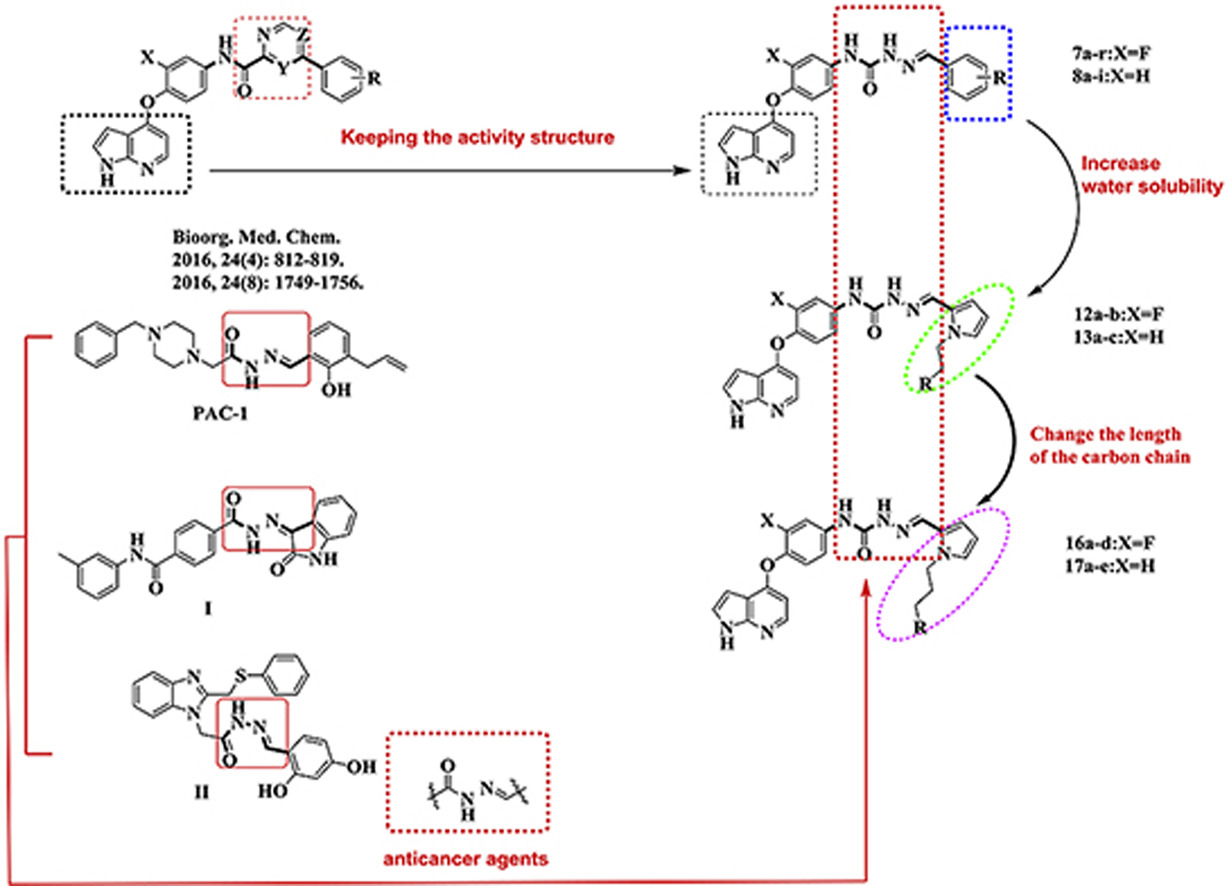 H
N
N
Z
X
Y
O
R
O
N
H
N
Keeping the activity structure
Bioorg. Med. Chem.
2016, 24(4): 812-819.
2016, 24(8): 1749-1756.
N
N
O
N
H
N
OH
PAC-1
H
N
O
O
N
H
N
O
NH
I
N
N
S
O
H
N
N
HO
OH
II
O
N
H
N
anticancer agents
X
H
N
O
H
N
N
R
O
N
H
N
7a-r:X=F
8a-i:X=H
Increase
water solubility
X
H
N
O
H
N
N
N
R
O
N
H
N
12a-b:X=F
13a-c:X=H
Change the length
of the carbon chain
X
H
N
O
H
N
N
N
R
O
N
H
N
16a-d:X=F
17a-e:X=H